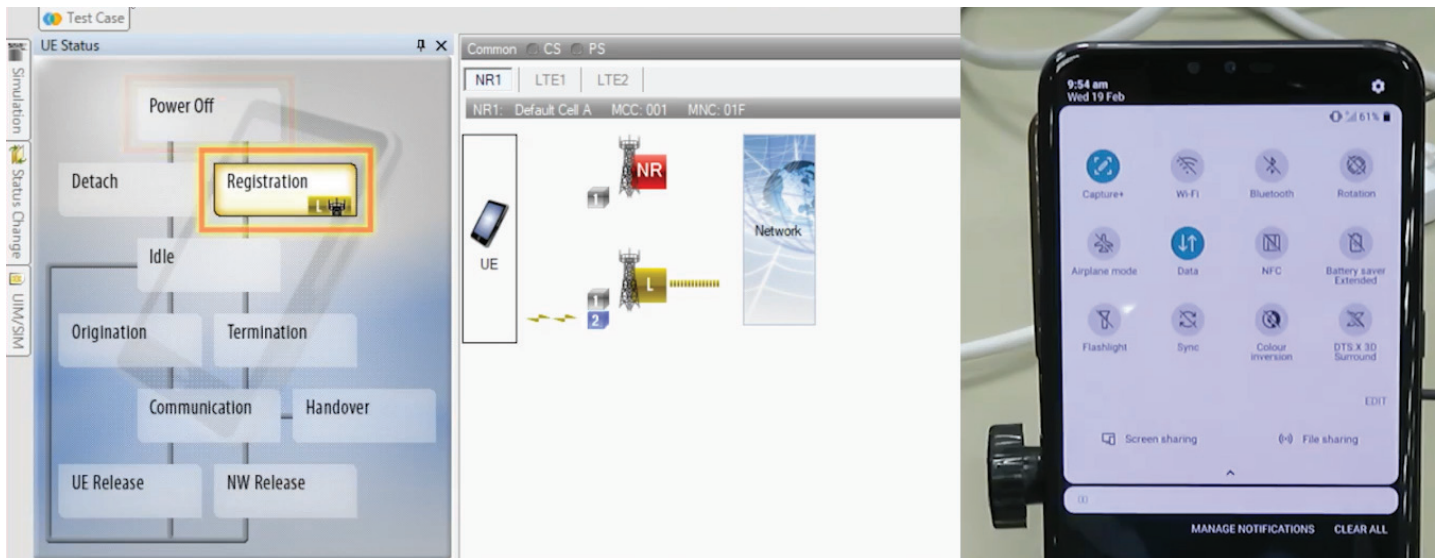 Test Case
UE Status
Simulation
Status Change
UIM/SIM
Power Off
Detach
Registration
L
Idle
Origination
Termination
Communication
Handover
UE Release
NW Release
Common CS PS
NR1 LTE1 LTE2
NR1: Default Cell A MCC: 001 MNC: 01F
NR
1
UE
Network
L
1
2
9:54 am
Wed 19 Feb
61%
Capture+ Wi-Fi Bluetooth Rotation
Airplane mode Data NFC Battery saver
Extended
Flashlight Sync Colour DTS:X 3D
inversion Surround
EDIT
Screen sharing File sharing
MANAGE NOTIFICATIONS CLEAR ALL